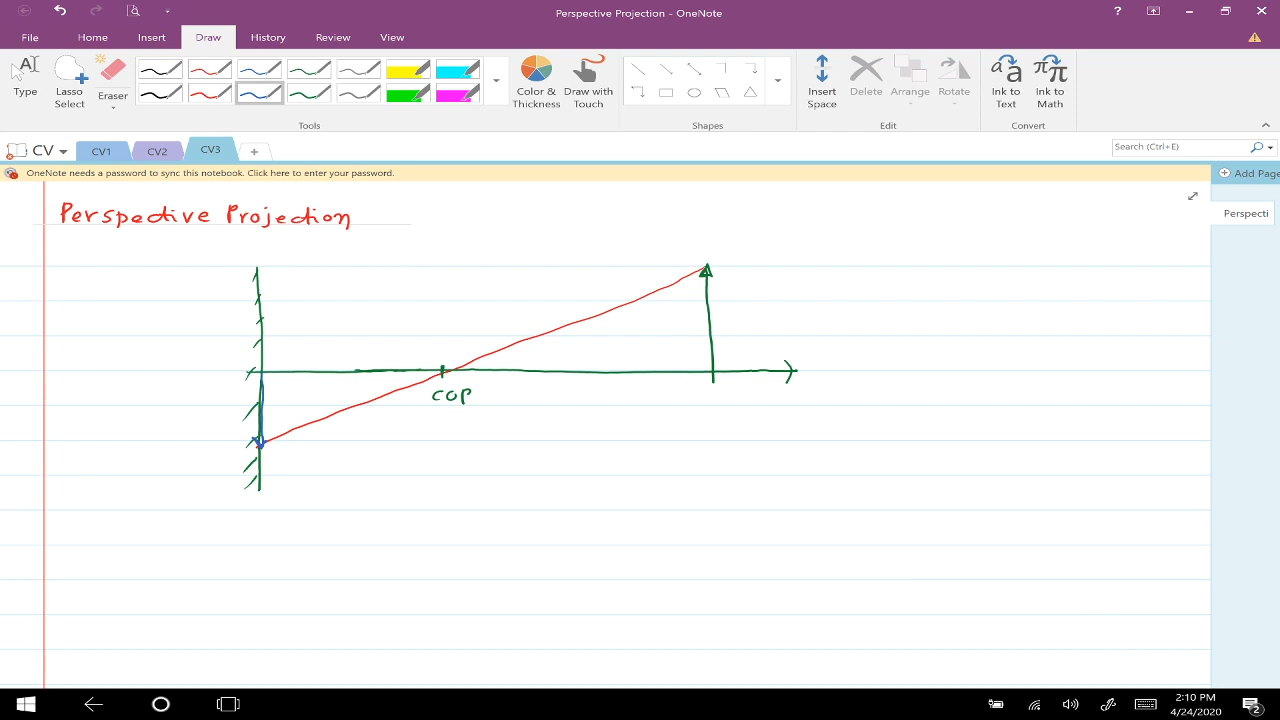 Perspective Projection - OneNote
?
File Home Insert Draw History Review View
Type
Lasso Select
Eraser
Color & Thickness
Draw with Touch
Insert Space
Delete
Arrange
Rotate
Ink to Text
Ink to Math
Tools
Shapes
Edit
Convert
CV CV1 CV2 CV3 +
Search (Ctrl+E)
OneNote needs a password to sync this notebook. Click here to enter your password.
Add Page
Perspecti
Perspective Projection
COP
2:10 PM
4/24/2020
2